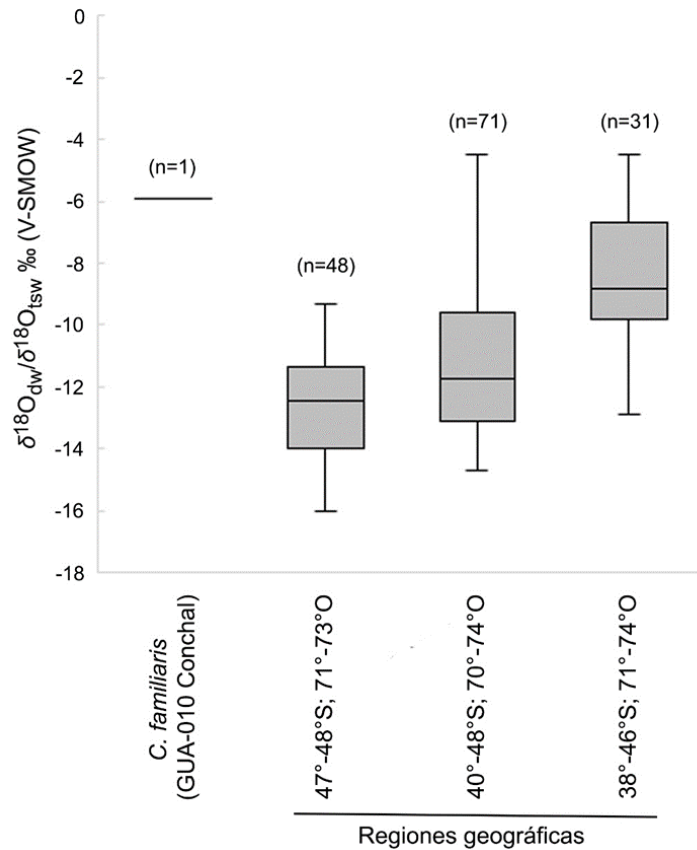 0
-2
-4
-6
-8
-10
-12
-14
-16
-18
δ18Odw/δ18Otsw ‰ (V-SMOW)
(n=1)
(n=48)
(n=71)
(n=31)
C. familiaris
(GUA-010 Conchal)
47°-48°S; 71°-73°O
40°-48°S; 70°-74°O
38°-46°S; 71°-74°O
Regiones geográficas